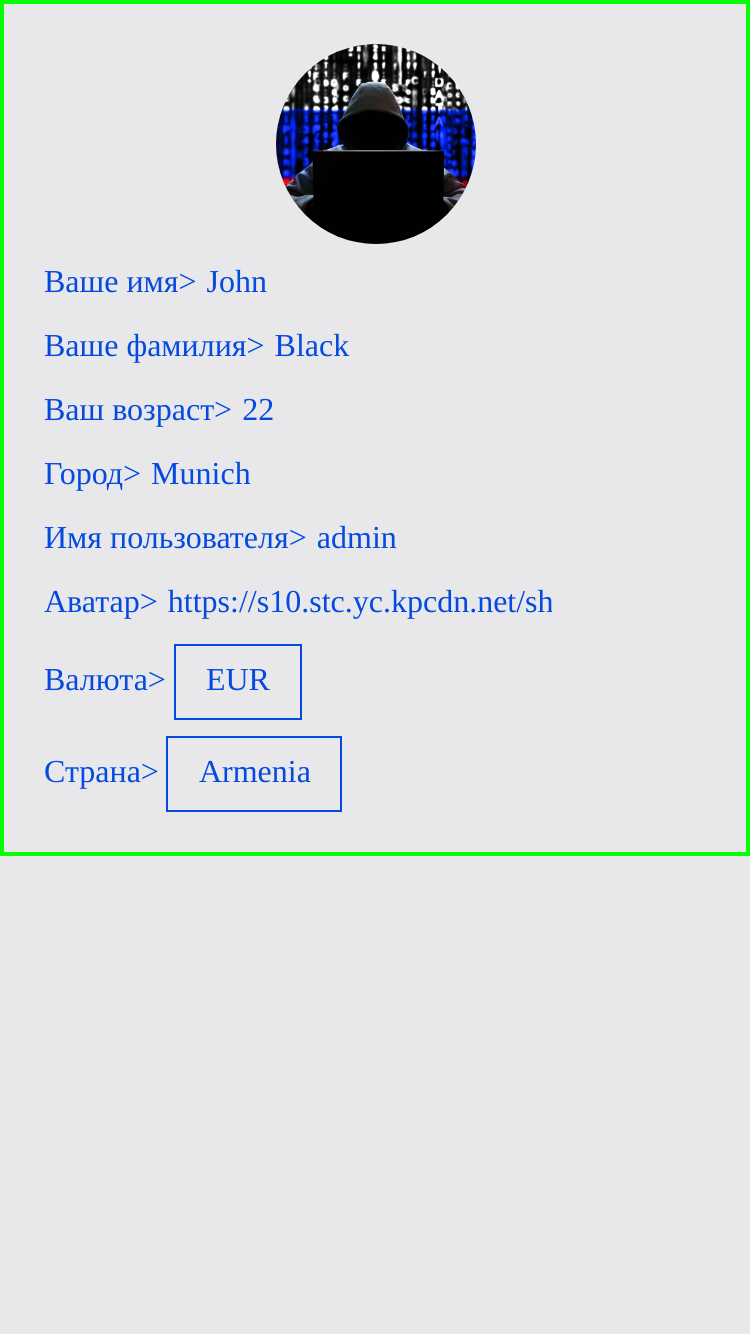 Ваше имя> John
Ваше фамилия> Black
Ваш возраст> 22
Город> Munich
Имя пользователя> admin
Аватар> https://s10.stc.yc.kpcdn.net/sh
Валюта> EUR
Страна> Armenia